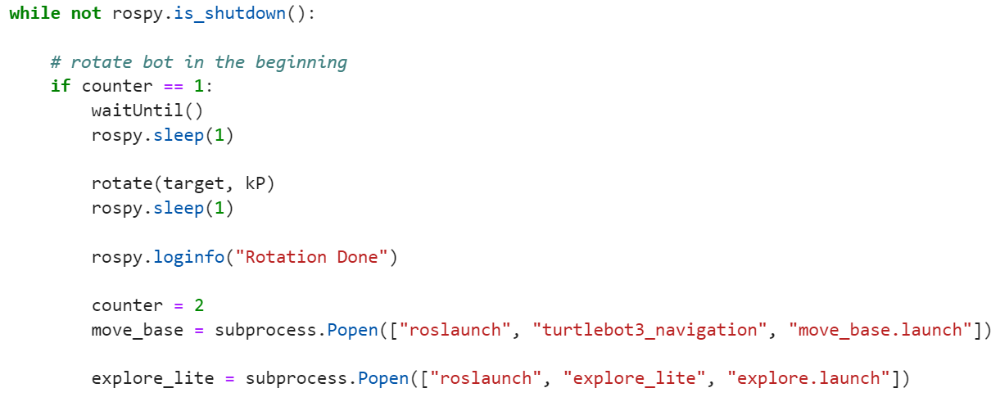 while not rospy.is_shutdown():
    # rotate bot in the beginning
    if counter == 1:
        waitUntil()
        rospy.sleep(1)
        rotate(target, kP)
        rospy.sleep(1)
        rospy.loginfo("Rotation Done")
        counter = 2
        move_base = subprocess.Popen(["roslaunch", "turtlebot3_navigation", "move_base.launch"])
        explore_lite = subprocess.Popen(["roslaunch", "explore_lite", "explore.launch"])